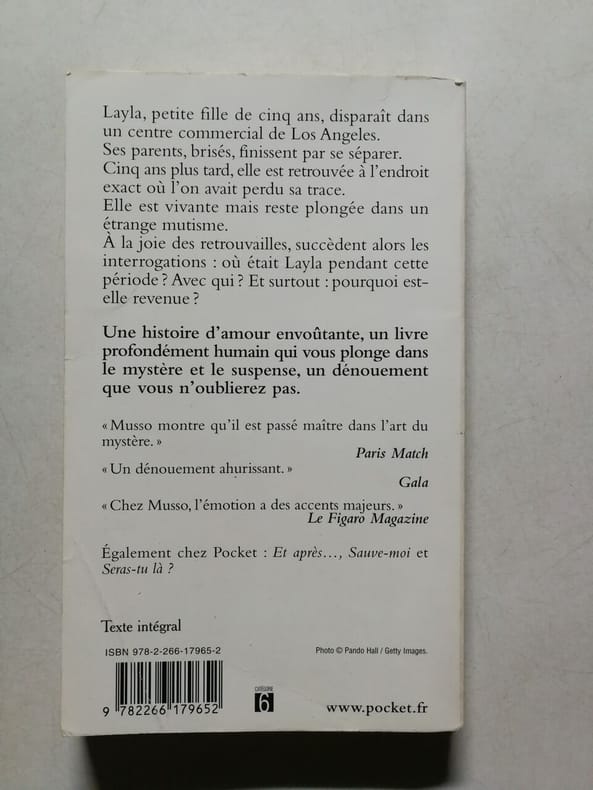 Layla, petite fille de cinq ans, disparaît dans
un centre commercial de Los Angeles.
Ses parents, brisés, finissent par se séparer.
Cinq ans plus tard, elle est retrouvée à l'endroit
exact où l'on avait perdu sa trace.
Elle est vivante mais reste plongée dans un
étrange mutisme.
À la joie des retrouvailles, succèdent alors les
interrogations : où était Layla pendant cette
période ? Avec qui ? Et surtout : pourquoi est-
elle revenue ?
Une histoire d'amour envoûtante, un livre
profondément humain qui vous plonge dans
le mystère et le suspense, un dénouement
que vous n'oublierez pas.
« Musso montre qu'il est passé maître dans l'art du
mystère. »
Paris Match
« Un dénouement ahurissant. »
Gala
« Chez Musso, l'émotion a des accents majeurs. »
Le Figaro Magazine
Également chez Pocket : Et après…, Sauve-moi et
Seras-tu là ?
Texte intégral
ISBN 978-2-266-17965-2
Photo © Pando Hall / Getty Images.
9 782266 179652
CATÉGORIE
6
www.pocket.fr